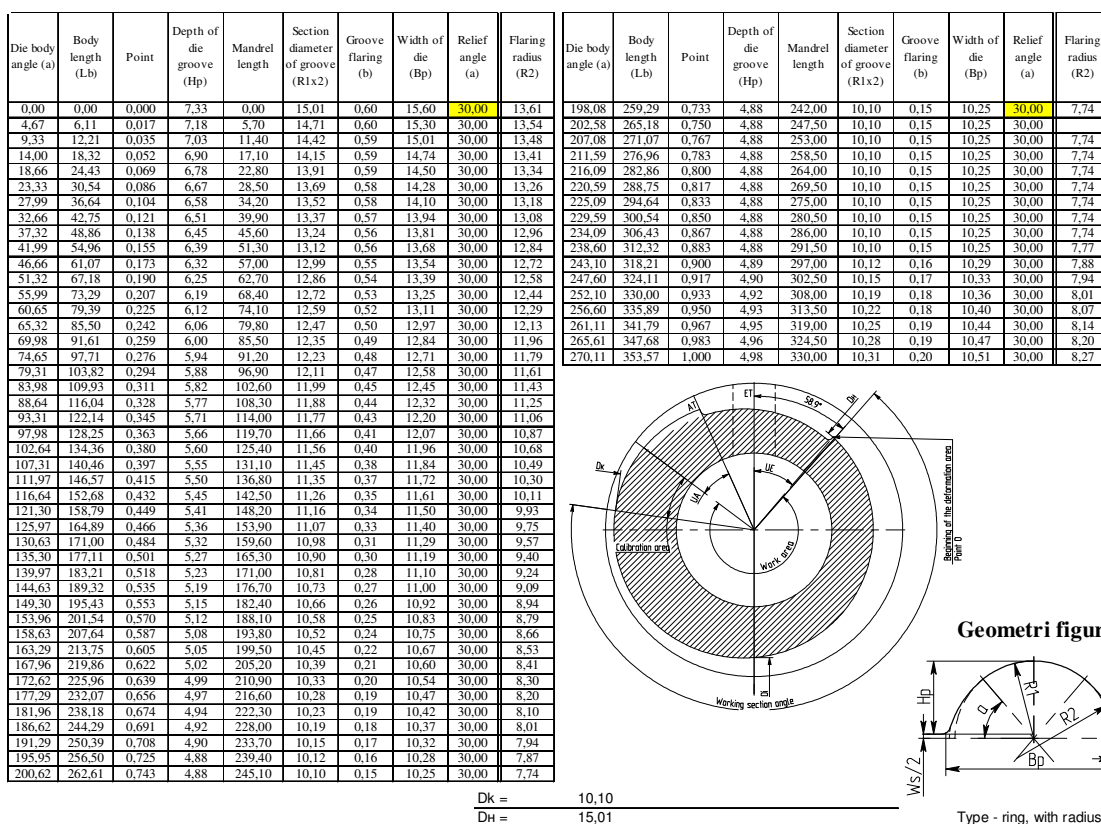 Die body angle (a) Body length (Lb) Point Depth of die groove (Hp) Mandrel length Section diameter of groove (R1x2) Groove flaring (b) Width of die (Bp) Relief angle (a) Flaring radius (R2)
0,00 0,00 0,000 7,33 0,00 15,01 0,60 15,60 30,00 13,61
4,67 6,11 0,017 7,18 5,70 14,71 0,60 15,30 30,00 13,54
9,33 12,21 0,035 7,03 11,40 14,42 0,59 15,01 30,00 13,48
14,00 18,32 0,052 6,90 17,10 14,15 0,59 14,74 30,00 13,41
18,66 24,43 0,069 6,78 22,80 13,91 0,59 14,50 30,00 13,34
23,33 30,54 0,086 6,67 28,50 13,69 0,58 14,28 30,00 13,26
27,99 36,64 0,104 6,58 34,20 13,52 0,58 14,10 30,00 13,18
32,66 42,75 0,121 6,51 39,90 13,37 0,57 13,94 30,00 13,08
37,32 48,86 0,138 6,45 45,60 13,24 0,56 13,81 30,00 12,96
41,99 54,96 0,155 6,39 51,30 13,12 0,56 13,68 30,00 12,84
46,66 61,07 0,173 6,32 57,00 12,99 0,55 13,54 30,00 12,72
51,32 67,18 0,190 6,25 62,70 12,86 0,54 13,39 30,00 12,58
55,99 73,29 0,207 6,19 68,40 12,72 0,53 13,25 30,00 12,44
60,65 79,39 0,225 6,12 74,10 12,59 0,52 13,11 30,00 12,29
65,32 85,50 0,242 6,06 79,80 12,47 0,50 12,97 30,00 12,13
69,98 91,61 0,259 6,00 85,50 12,35 0,49 12,84 30,00 11,96
74,65 97,71 0,276 5,94 91,20 12,23 0,48 12,71 30,00 11,79
79,31 103,82 0,294 5,88 96,90 12,11 0,47 12,58 30,00 11,61
83,98 109,93 0,311 5,82 102,60 11,99 0,45 12,45 30,00 11,43
88,64 116,04 0,328 5,77 108,30 11,88 0,44 12,32 30,00 11,25
93,31 122,14 0,345 5,71 114,00 11,77 0,43 12,20 30,00 11,06
97,98 128,25 0,363 5,66 119,70 11,66 0,41 12,07 30,00 10,87
102,64 134,36 0,380 5,60 125,40 11,56 0,40 11,96 30,00 10,68
107,31 140,46 0,397 5,55 131,10 11,45 0,38 11,84 30,00 10,49
111,97 146,57 0,415 5,50 136,80 11,35 0,37 11,72 30,00 10,30
116,64 152,68 0,432 5,45 142,50 11,26 0,35 11,61 30,00 10,11
121,30 158,79 0,449 5,41 148,20 11,16 0,34 11,50 30,00 9,93
125,97 164,89 0,466 5,36 153,90 11,07 0,33 11,40 30,00 9,75
130,63 171,00 0,484 5,32 159,60 10,98 0,31 11,29 30,00 9,57
135,30 177,11 0,501 5,27 165,30 10,90 0,30 11,19 30,00 9,40
139,97 183,21 0,518 5,23 171,00 10,81 0,28 11,10 30,00 9,24
144,63 189,32 0,535 5,19 176,70 10,73 0,27 11,00 30,00 9,09
149,30 195,43 0,553 5,15 182,40 10,66 0,26 10,92 30,00 8,94
153,96 201,54 0,570 5,12 188,10 10,58 0,25 10,83 30,00 8,79
158,63 207,64 0,587 5,08 193,80 10,52 0,24 10,75 30,00 8,66
163,29 213,75 0,605 5,05 199,50 10,45 0,22 10,67 30,00 8,53
167,96 219,86 0,622 5,02 205,20 10,39 0,21 10,60 30,00 8,41
172,62 225,96 0,639 4,99 210,90 10,33 0,20 10,54 30,00 8,30
177,29 232,07 0,656 4,97 216,60 10,28 0,19 10,47 30,00 8,20
181,96 238,18 0,674 4,94 222,30 10,23 0,19 10,42 30,00 8,10
186,62 244,29 0,691 4,92 228,00 10,19 0,18 10,37 30,00 8,01
191,29 250,39 0,708 4,90 233,70 10,15 0,17 10,32 30,00 7,94
195,95 256,50 0,725 4,88 239,40 10,12 0,16 10,28 30,00 7,87
200,62 262,61 0,743 4,88 245,10 10,10 0,15 10,25 30,00 7,74
Die body angle (a) Body length (Lb) Point Depth of die groove (Hp) Mandrel length Section diameter of groove (R1x2) Groove flaring (b) Width of die (Bp) Relief angle (a) Flaring radius (R2)
198,08 259,29 0,733 4,88 242,00 10,10 0,15 10,25 30,00 7,74
202,58 265,18 0,750 4,88 247,50 10,10 0,15 10,25 30,00
207,08 271,07 0,767 4,88 253,00 10,10 0,15 10,25 30,00 7,74
211,59 276,96 0,783 4,88 258,50 10,10 0,15 10,25 30,00 7,74
216,09 282,86 0,800 4,88 264,00 10,10 0,15 10,25 30,00 7,74
220,59 288,75 0,817 4,88 269,50 10,10 0,15 10,25 30,00 7,74
225,09 294,64 0,833 4,88 275,00 10,10 0,15 10,25 30,00 7,74
229,59 300,54 0,850 4,88 280,50 10,10 0,15 10,25 30,00 7,74
234,09 306,43 0,867 4,88 286,00 10,10 0,15 10,25 30,00 7,74
238,60 312,32 0,883 4,88 291,50 10,10 0,15 10,25 30,00 7,77
243,10 318,21 0,900 4,89 297,00 10,12 0,16 10,29 30,00 7,88
247,60 324,11 0,917 4,90 302,50 10,15 0,17 10,33 30,00 7,94
252,10 330,00 0,933 4,92 308,00 10,19 0,18 10,36 30,00 8,01
256,60 335,89 0,950 4,93 313,50 10,22 0,18 10,40 30,00 8,07
261,11 341,79 0,967 4,95 319,00 10,25 0,19 10,44 30,00 8,14
265,61 347,68 0,983 4,96 324,50 10,28 0,19 10,47 30,00 8,20
270,11 353,57 1,000 4,98 330,00 10,31 0,20 10,51 30,00 8,27
ET
58.9°
DH
AT
Dk
UE
UA
Calibration area
Work area
Beginning of the deformation area
Point 0
Working section angle
Geometri figur
Hp
R1
R2
a
Bp
Ws/2
Dk = 10,10
DH = 15,01
Type - ring, with radius